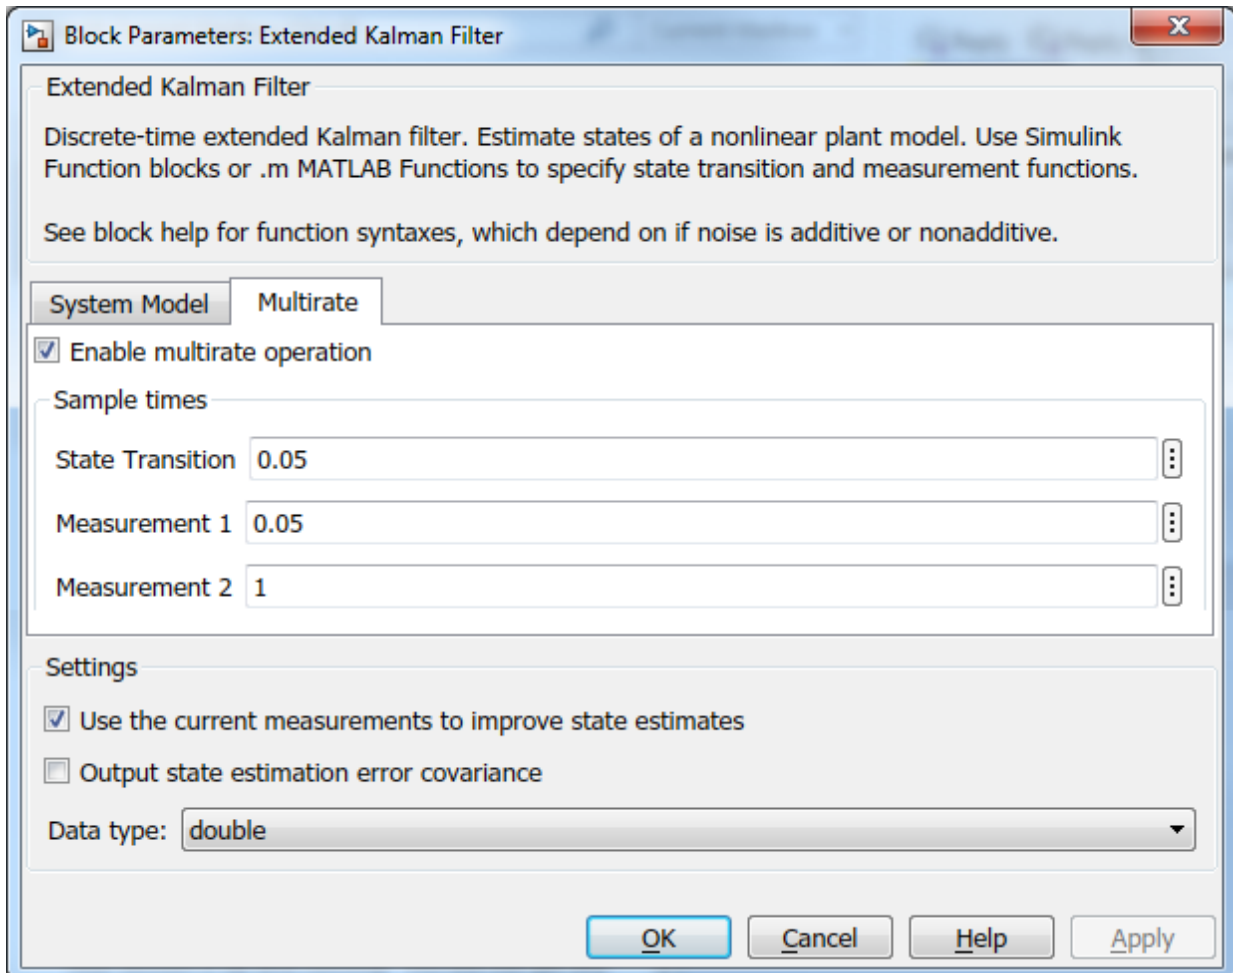 Block Parameters: Extended Kalman Filter
Extended Kalman Filter
Discrete-time extended Kalman filter. Estimate states of a nonlinear plant model. Use Simulink
Function blocks or .m MATLAB Functions to specify state transition and measurement functions.
See block help for function syntaxes, which depend on if noise is additive or nonadditive.
System Model Multirate
Enable multirate operation
Sample times
State Transition 0.05
Measurement 1 0.05
Measurement 2 1
Settings
Use the current measurements to improve state estimates
Output state estimation error covariance
Data type: double
OK Cancel Help Apply